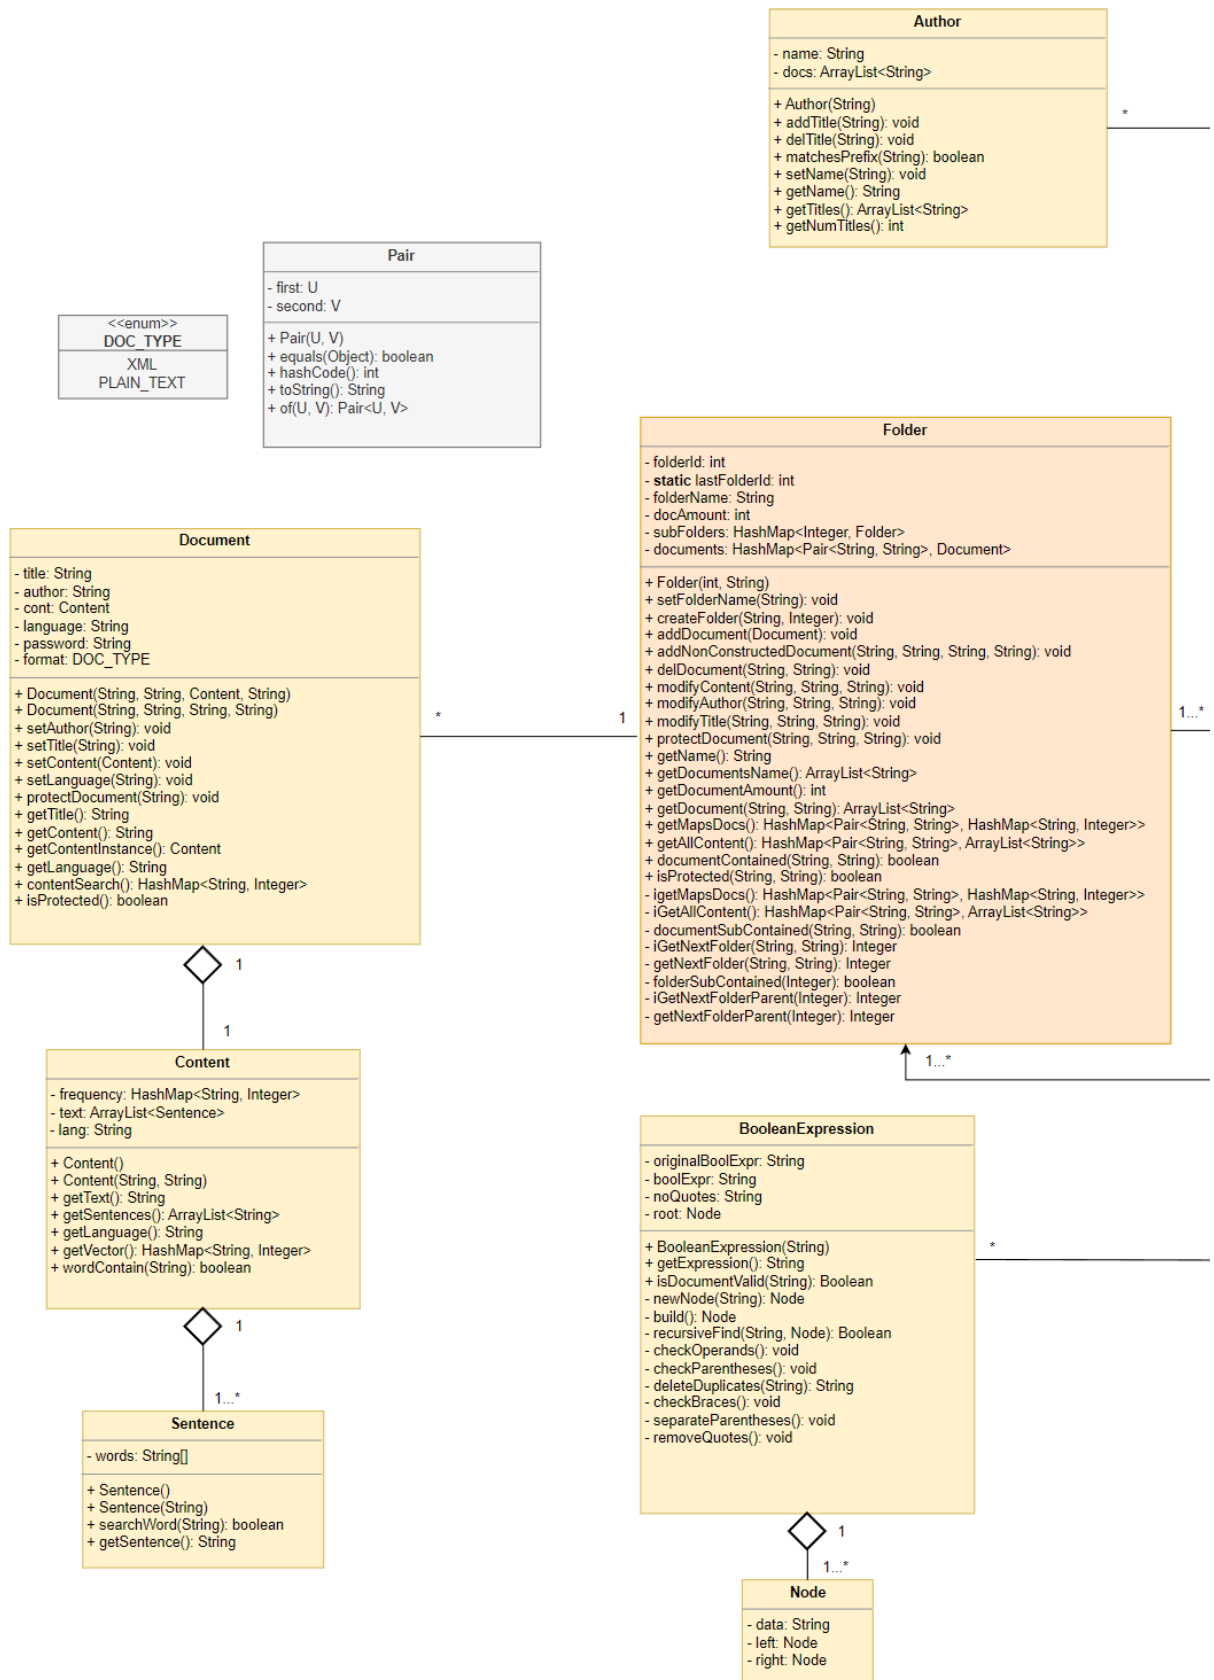 Author
- name: String
- docs: ArrayList<String>
+ Author(String)
+ addTitle(String): void
+ delTitle(String): void
+ matchesPrefix(String): boolean
+ setName(String): void
+ getName(): String
+ getTitles(): ArrayList<String>
+ getNumTitles(): int
*
Pair
- first: U
- second: V
+ Pair(U, V)
+ equals(Object): boolean
+ hashCode(): int
+ toString(): String
+ of(U, V): Pair<U, V>
<<enum>>
DOC_TYPE
XML
PLAIN_TEXT
Folder
- folderId: int
- static lastFolderId: int
- folderName: String
- docAmount: int
- subFolders: HashMap<Integer, Folder>
- documents: HashMap<Pair<String, String>, Document>
+ Folder(int, String)
+ setFolderName(String): void
+ createFolder(String, Integer): void
+ addDocument(Document): void
+ addNonConstructedDocument(String, String, String, String): void
+ delDocument(String, String): void
+ modifyContent(String, String, String): void
+ modifyAuthor(String, String, String): void
+ modifyTitle(String, String, String): void
+ protectDocument(String, String, String): void
+ getName(): String
+ getDocumentsName(): ArrayList<String>
+ getDocumentAmount(): int
+ getDocument(String, String): ArrayList<String>
+ getMapsDocs(): HashMap<Pair<String, String>, HashMap<String, Integer>>
+ getAllContent(): HashMap<Pair<String, String>, ArrayList<String>>
+ documentContained(String, String): boolean
+ isProtected(String, String): boolean
- igetMapsDocs(): HashMap<Pair<String, String>, HashMap<String, Integer>>
- iGetAllContent(): HashMap<Pair<String, String>, ArrayList<String>>
- documentSubContained(String, String): boolean
- iGetNextFolder(String, String): Integer
- getNextFolder(String, String): Integer
- folderSubContained(Integer): boolean
- iGetNextFolderParent(Integer): Integer
- getNextFolderParent(Integer): Integer
1...*
1...*
Document
- title: String
- author: String
- cont: Content
- language: String
- password: String
- format: DOC_TYPE
+ Document(String, String, Content, String)
+ Document(String, String, String, String)
+ setAuthor(String): void
+ setTitle(String): void
+ setContent(Content): void
+ setLanguage(String): void
+ protectDocument(String): void
+ getTitle(): String
+ getContent(): String
+ getContentInstance(): Content
+ getLanguage(): String
+ contentSearch(): HashMap<String, Integer>
+ isProtected(): boolean
*
1
1
1
Content
- frequency: HashMap<String, Integer>
- text: ArrayList<Sentence>
- lang: String
+ Content()
+ Content(String, String)
+ getText(): String
+ getSentences(): ArrayList<String>
+ getLanguage(): String
+ getVector(): HashMap<String, Integer>
+ wordContain(String): boolean
1
1...*
Sentence
- words: String[]
+ Sentence()
+ Sentence(String)
+ searchWord(String): boolean
+ getSentence(): String
BooleanExpression
- originalBoolExpr: String
- boolExpr: String
- noQuotes: String
- root: Node
+ BooleanExpression(String)
+ getExpression(): String
+ isDocumentValid(String): Boolean
- newNode(String): Node
- build(): Node
- recursiveFind(String, Node): Boolean
- checkOperands(): void
- checkParentheses(): void
- deleteDuplicates(String): String
- checkBraces(): void
- separateParentheses(): void
- removeQuotes(): void
*
1
1...*
Node
- data: String
- left: Node
- right: Node